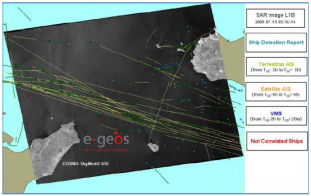 SAR Image L1B
Ship Detection Report
Terrestrial AIS
Satellite AIS
VMS
Not Correlated Ships
e-geos
COSMO-SkyMed© ASI